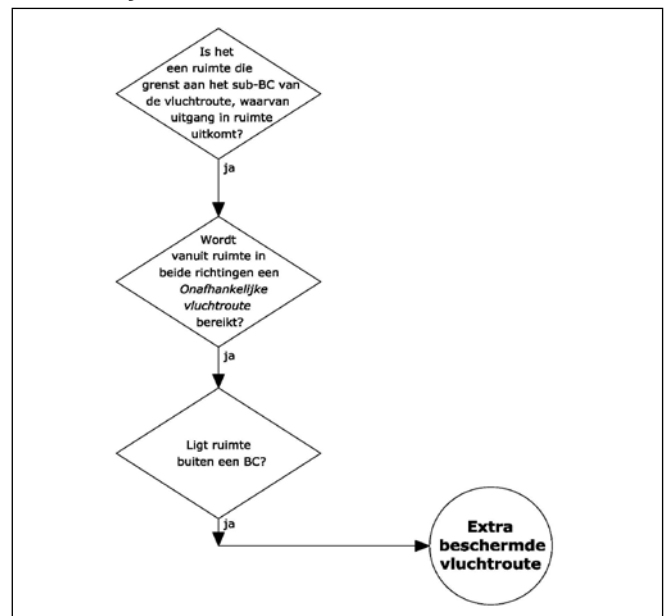 Is het
een ruimte die
grenst aan het sub-BC van
de vluchtroute, waarvan
uitgang in ruimte
uitkomt?
ja
Wordt
vanuit ruimte in
beide richtingen een
Onafhankelijke
vluchtroute
bereikt?
ja
Ligt ruimte
buiten een BC?
ja
Extra
beschermde
vluchtroute